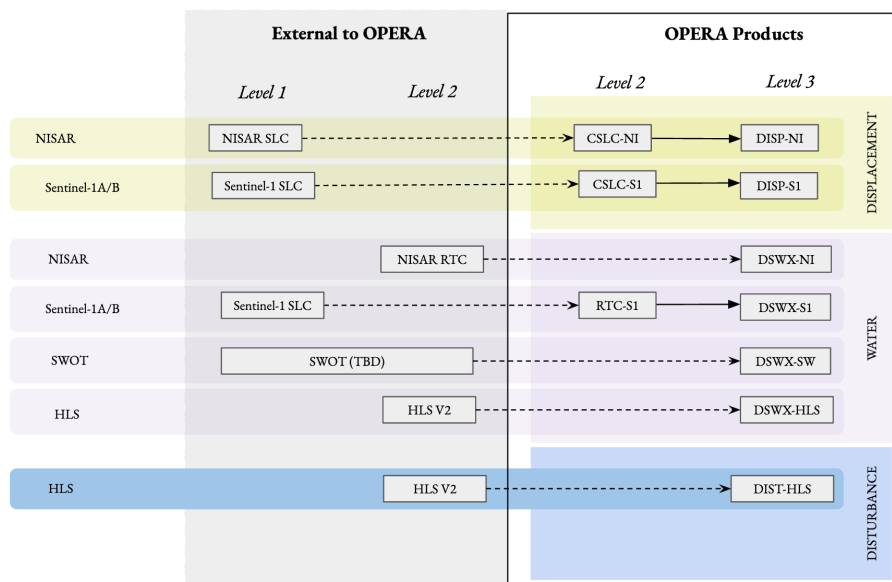 External to OPERA
OPERA Products
Level 1
Level 2
Level 2
Level 3
NISAR
NISAR SLC
CSLC-NI
DISP-NI
Sentinel-1A/B
Sentinel-1 SLC
CSLC-S1
DISP-S1
DISPLACEMENT
NISAR
NISAR RTC
DSWX-NI
Sentinel-1A/B
Sentinel-1 SLC
RTC-S1
DSWX-S1
SWOT
SWOT (TBD)
DSWX-SW
HLS
HLS V2
DSWX-HLS
WATER
HLS
HLS V2
DIST-HLS
DISTURBANCE